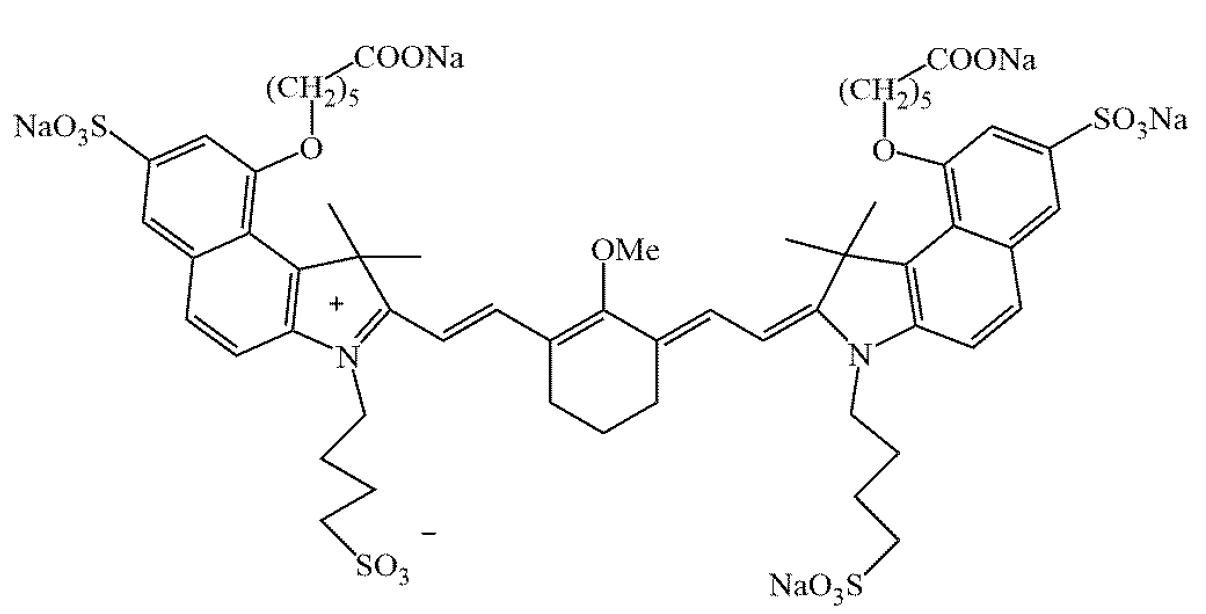 COONa
(CH₂)₅
COONa
(CH₂)₅
NaO₃S
O
SO₃Na
O
OMe
+
N
N
−
SO₃
NaO₃S